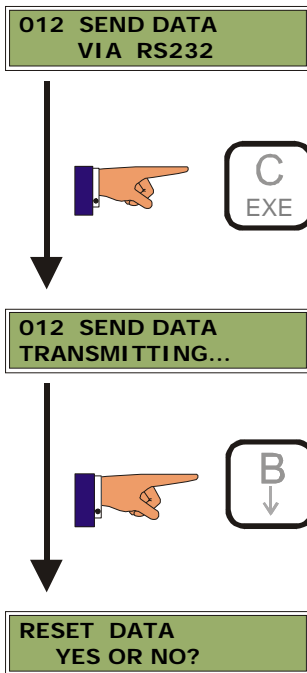 012 SEND DATA
VIA RS232
C
EXE
012 SEND DATA
TRANSMITTING...
B
↓
RESET DATA
YES OR NO?